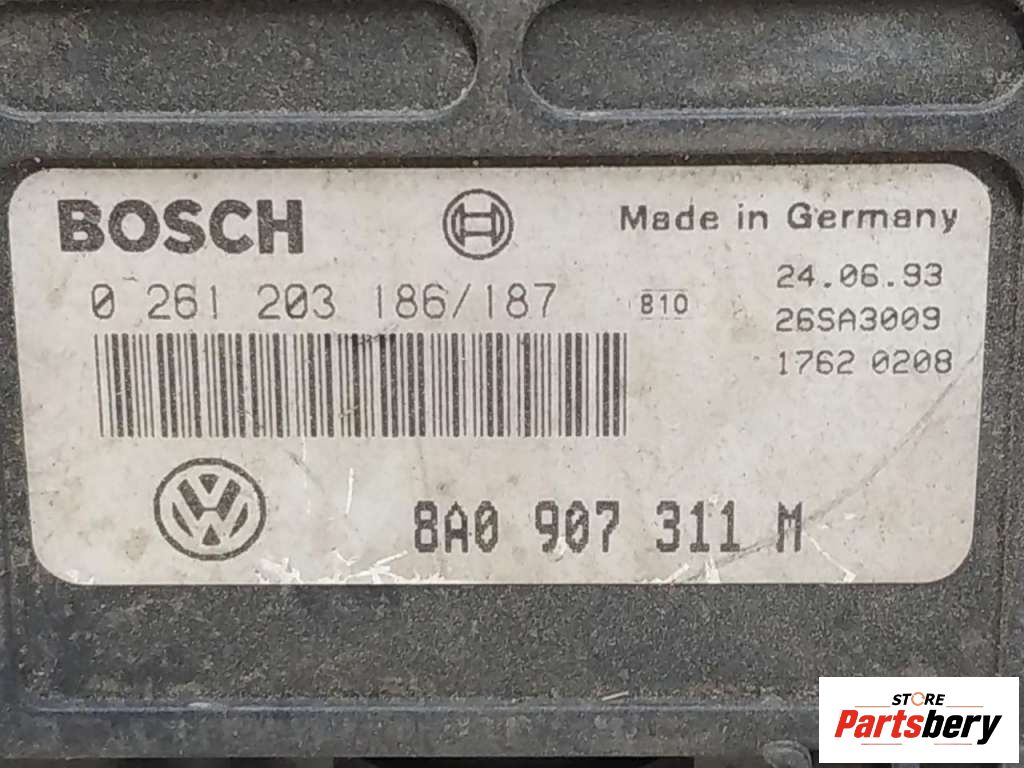 BOSCH
Made in Germany
0 261 203 186/187
B10
24.06.93
26SA3009
1762 0208
8A0 907 311 M
STORE
Partsbery